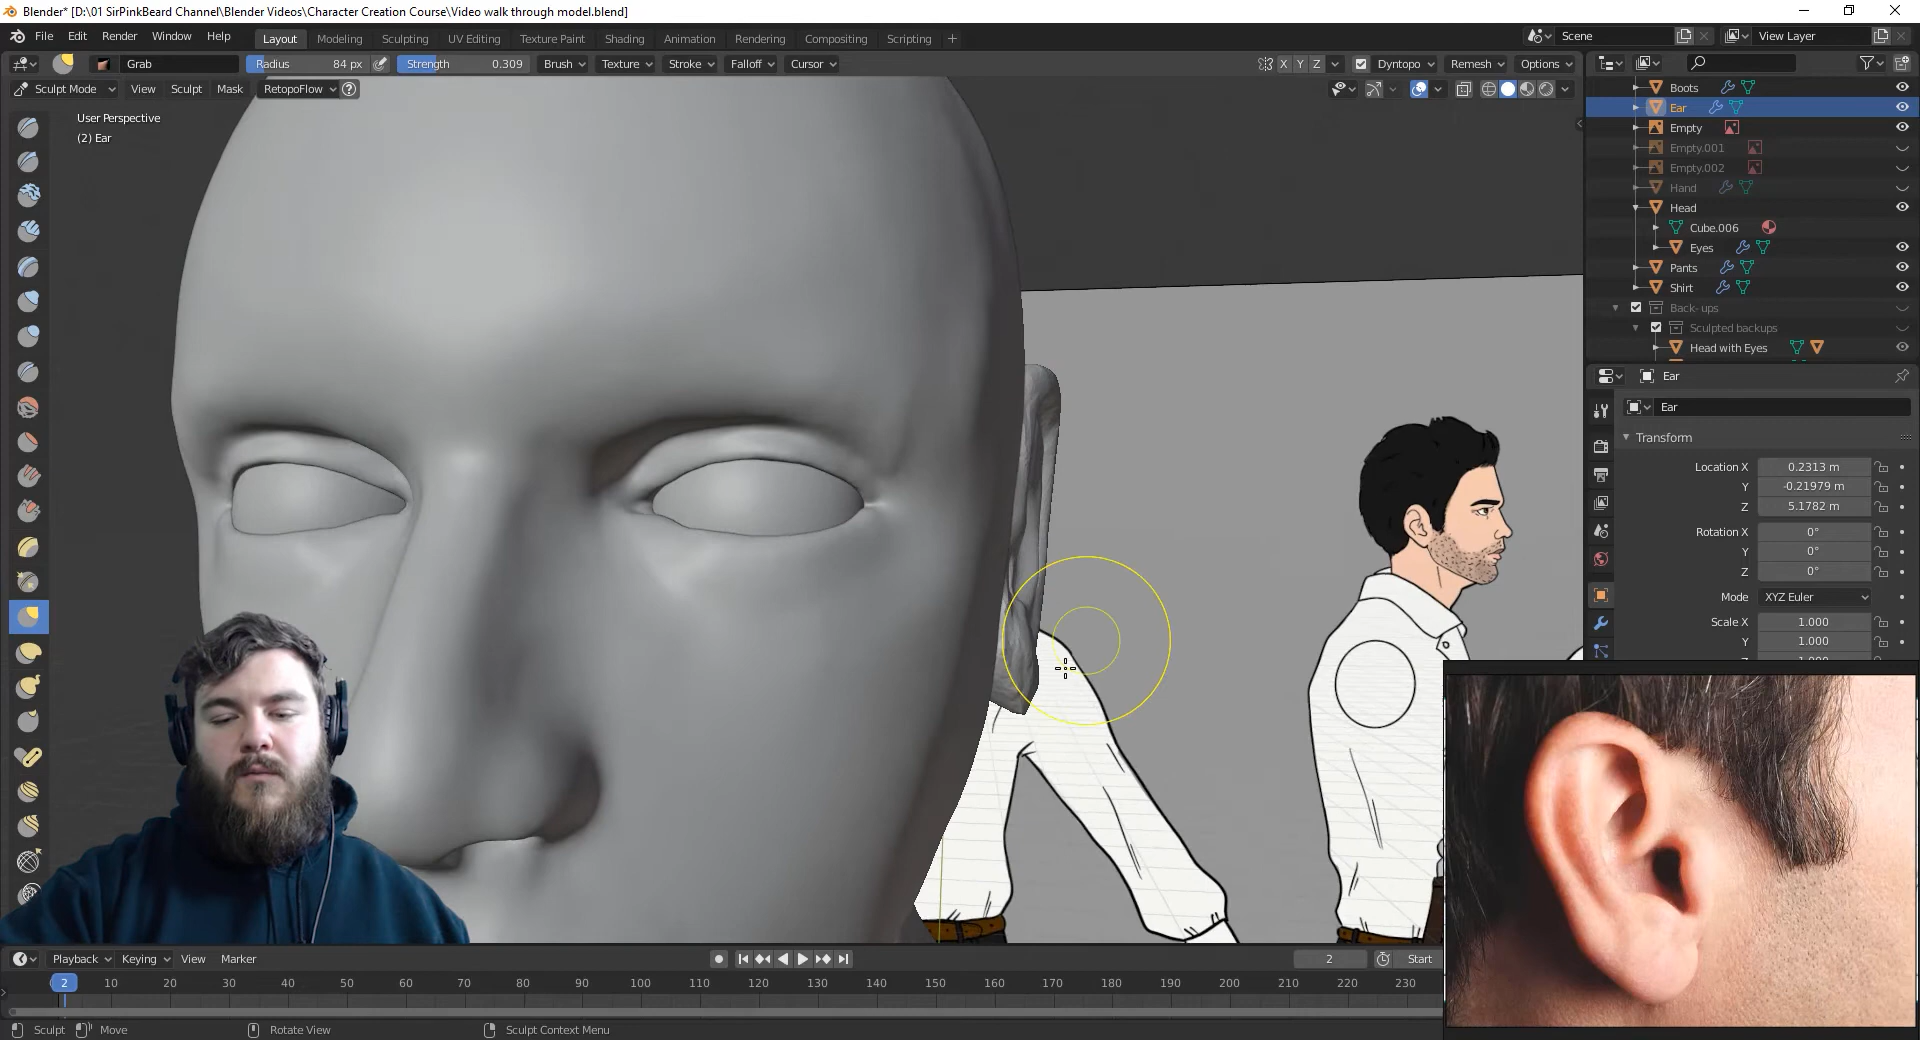 Blender* [D:\01 SirPinkBeard Channel\Blender Videos\Character Creation Course\Video walk through model.blend]
File Edit Render Window Help Layout Modeling Sculpting UV Editing Texture Paint Shading Animation Rendering Compositing Scripting + Scene View Layer
Grab Radius 84 px Strength 0.309 Brush Texture Stroke Falloff Cursor X Y Z Dyntopo Remesh Options
Sculpt Mode View Sculpt Mask RetopoFlow ?
User Perspective
(2) Ear
Boots
Ear
Empty
Empty.001
Empty.002
Hand
Head
Cube.006
Eyes
Pants
Shirt
Back- ups
Sculpted backups
Head with Eyes
Ear
Ear
Transform
Location X 0.2313 m
Y -0.21979 m
Z 5.1782 m
Rotation X 0°
Y 0°
Z 0°
Mode XYZ Euler
Scale X 1.000
Y 1.000
Playback Keying View Marker 2 Start
2 10 20 30 40 50 60 70 80 90 100 110 120 130 140 150 160 170 180 190 200 210 220 230
Sculpt Move Rotate View Sculpt Context Menu